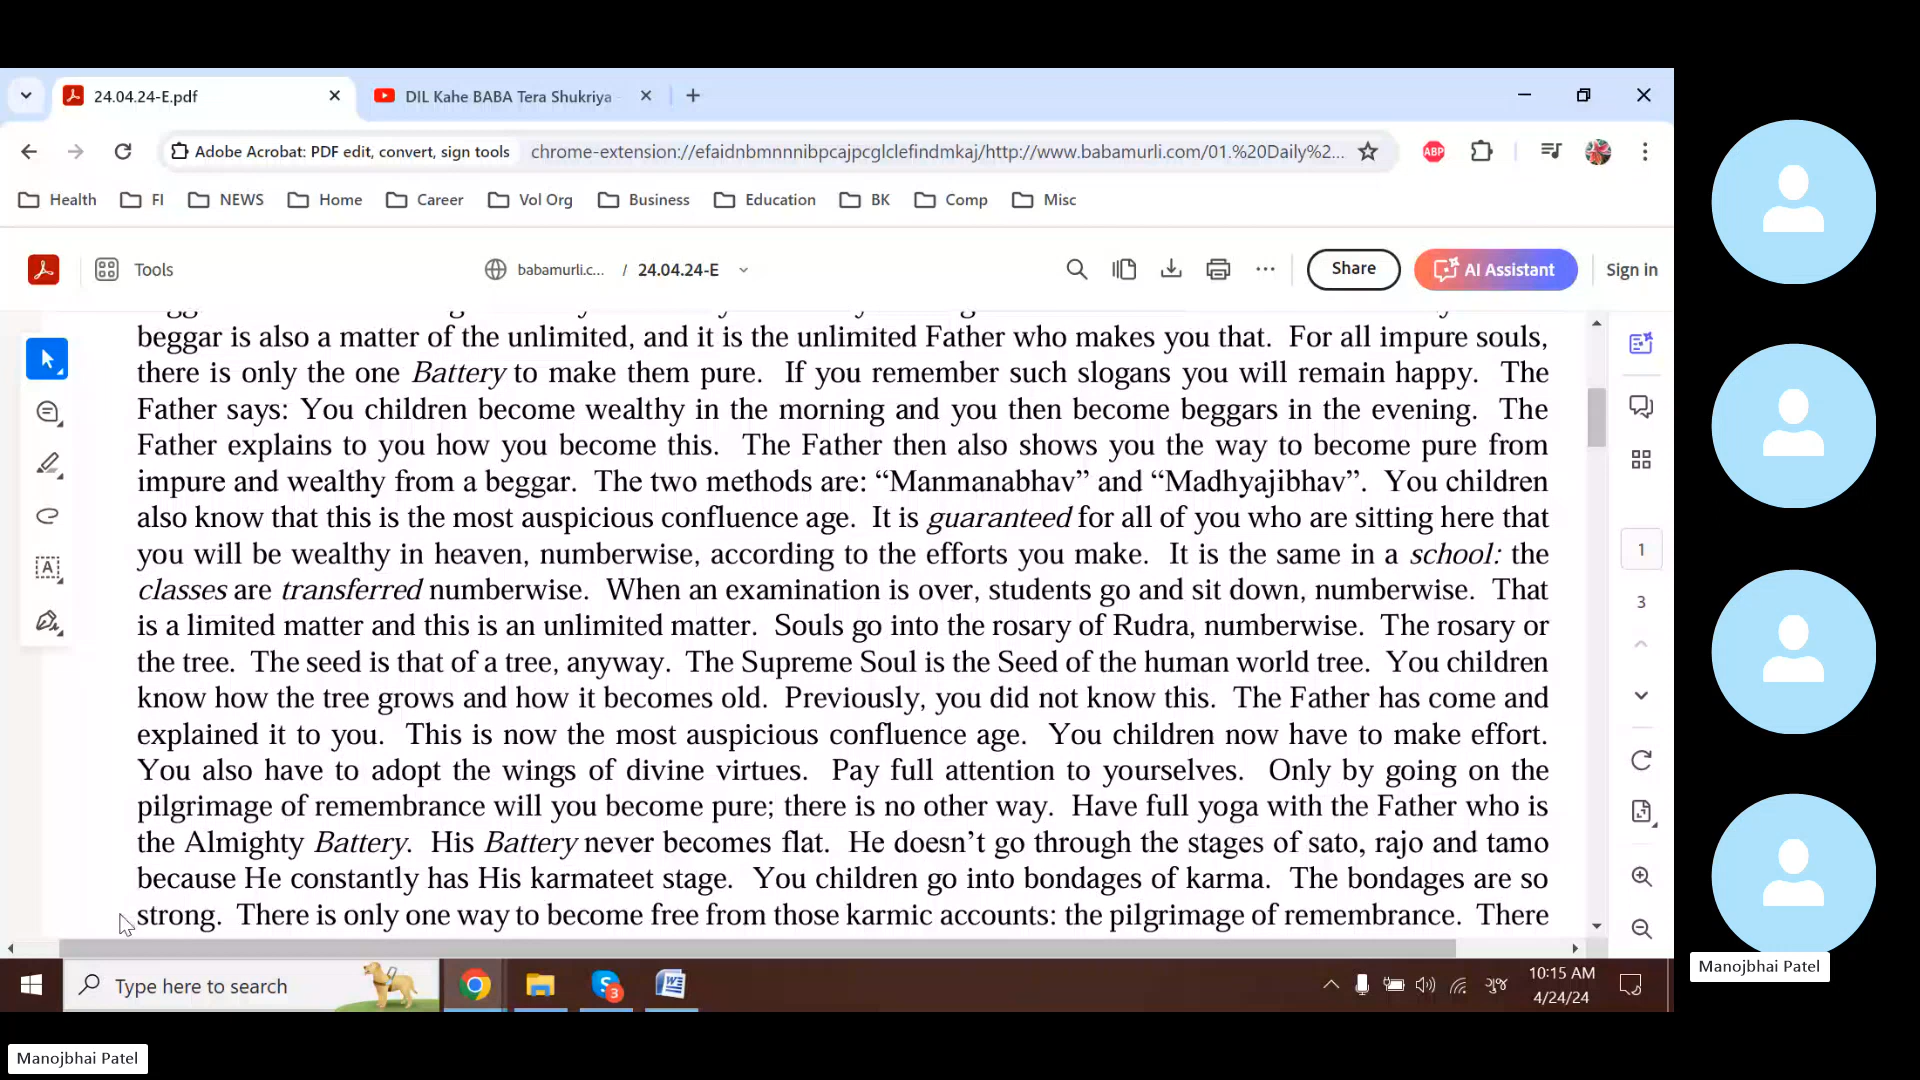 24.04.24-E.pdf
DIL Kahe BABA Tera Shukriya
Adobe Acrobat: PDF edit, convert, sign tools
chrome-extension://efaidnbmnnnibpcajpcglclefindmkaj/http://www.babamurli.com/01.%20Daily%2...
ABP
Health FI NEWS Home Career Vol Org Business Education BK Comp Misc
Tools
babamurli.c... / 24.04.24-E
Share
AI Assistant
Sign in
beggar is also a matter of the unlimited, and it is the unlimited Father who makes you that. For all impure souls,
there is only the one Battery to make them pure. If you remember such slogans you will remain happy. The
Father says: You children become wealthy in the morning and you then become beggars in the evening. The
Father explains to you how you become this. The Father then also shows you the way to become pure from
impure and wealthy from a beggar. The two methods are: “Manmanabhav” and “Madhyajibhav”. You children
also know that this is the most auspicious confluence age. It is guaranteed for all of you who are sitting here that
you will be wealthy in heaven, numberwise, according to the efforts you make. It is the same in a school: the
classes are transferred numberwise. When an examination is over, students go and sit down, numberwise. That
is a limited matter and this is an unlimited matter. Souls go into the rosary of Rudra, numberwise. The rosary or
the tree. The seed is that of a tree, anyway. The Supreme Soul is the Seed of the human world tree. You children
know how the tree grows and how it becomes old. Previously, you did not know this. The Father has come and
explained it to you. This is now the most auspicious confluence age. You children now have to make effort.
You also have to adopt the wings of divine virtues. Pay full attention to yourselves. Only by going on the
pilgrimage of remembrance will you become pure; there is no other way. Have full yoga with the Father who is
the Almighty Battery. His Battery never becomes flat. He doesn’t go through the stages of sato, rajo and tamo
because He constantly has His karmateet stage. You children go into bondages of karma. The bondages are so
strong. There is only one way to become free from those karmic accounts: the pilgrimage of remembrance. There
1
3
Type here to search
3
ગુજ
10:15 AM
4/24/24
Manojbhai Patel
Manojbhai Patel